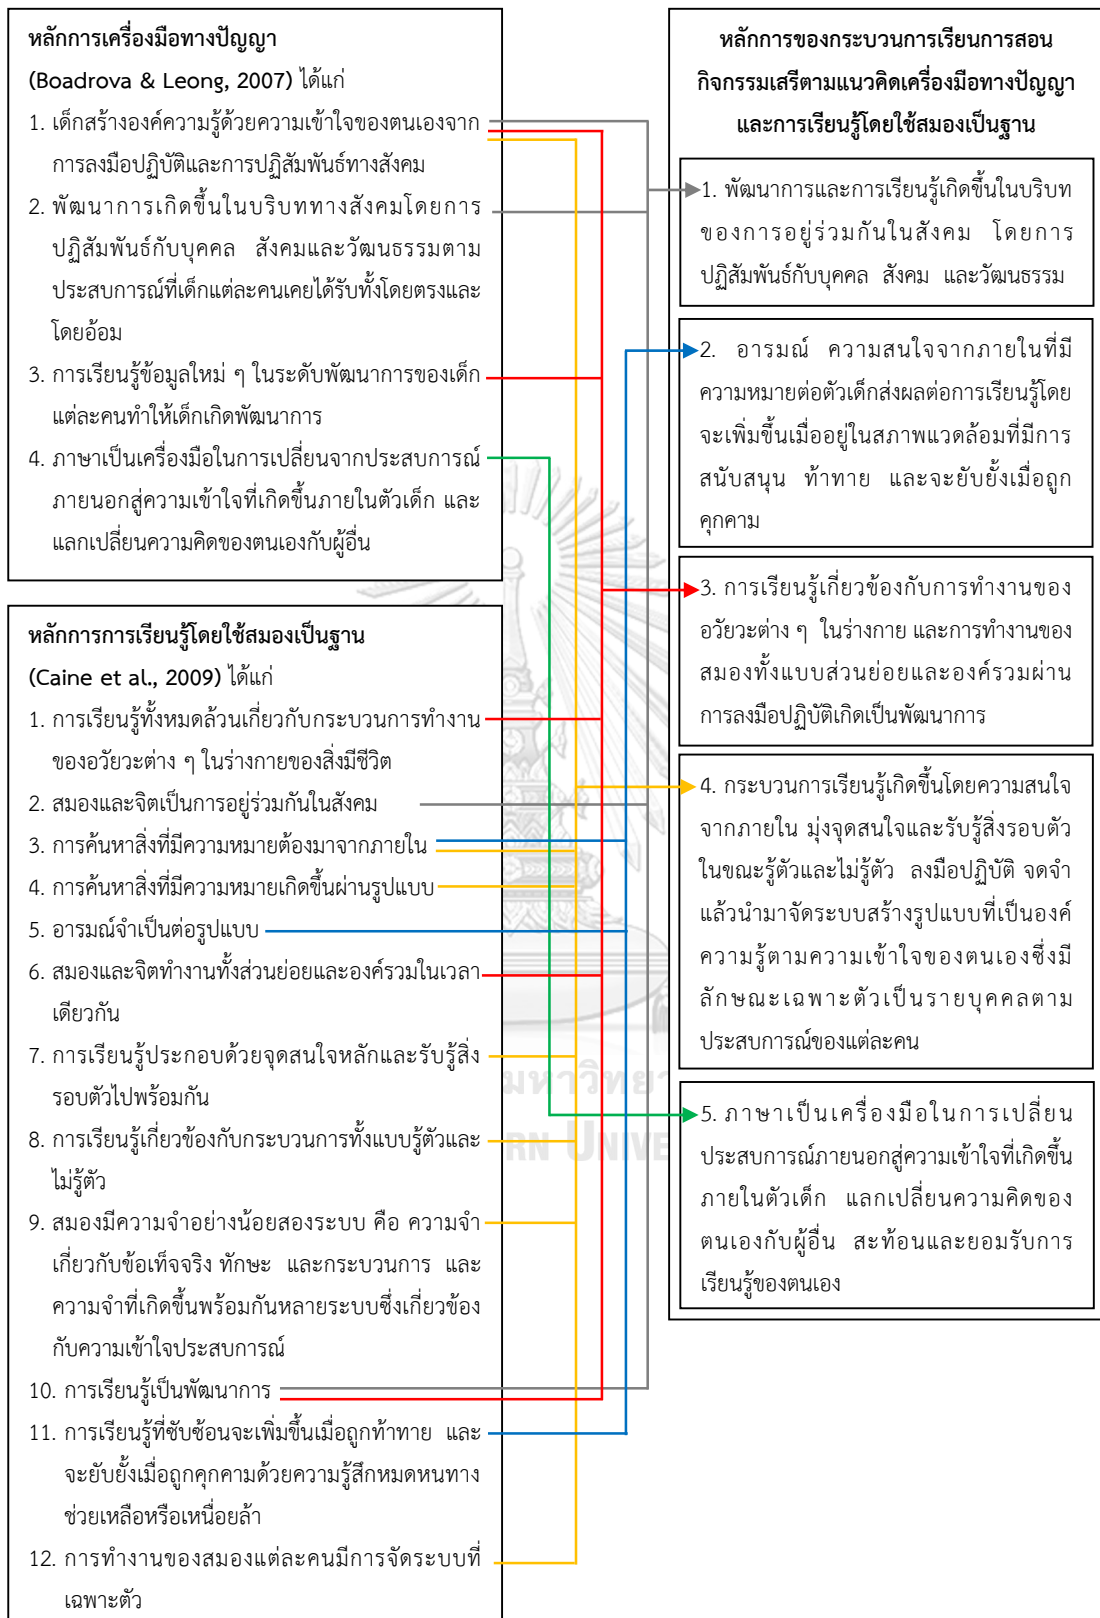 หลักการเครื่องมือทางปัญญา
(Boadrova & Leong, 2007) ได้แก่
1. เด็กสร้างองค์ความรู้ด้วยความเข้าใจของตนเองจาก
การลงมือปฏิบัติและการปฏิสัมพันธ์ทางสังคม
2. พัฒนาการเกิดขึ้นในบริบททางสังคมโดยการ
ปฏิสัมพันธ์กับบุคคล สังคมและวัฒนธรรมตาม
ประสบการณ์ที่เด็กแต่ละคนเคยได้รับทั้งโดยตรงและ
โดยอ้อม
3. การเรียนรู้ข้อมูลใหม่ ๆ ในระดับพัฒนาการของเด็ก
แต่ละคนทำให้เด็กเกิดพัฒนาการ
4. ภาษาเป็นเครื่องมือในการเปลี่ยนจากประสบการณ์
ภายนอกสู่ความเข้าใจที่เกิดขึ้นภายในตัวเด็ก และ
แลกเปลี่ยนความคิดของตนเองกับผู้อื่น
หลักการการเรียนรู้โดยใช้สมองเป็นฐาน
(Caine et al., 2009) ได้แก่
1. การเรียนรู้ทั้งหมดล้วนเกี่ยวกับกระบวนการทำงาน
ของอวัยวะต่าง ๆ ในร่างกายของสิ่งมีชีวิต
2. สมองและจิตเป็นการอยู่ร่วมกันในสังคม
3. การค้นหาสิ่งที่มีความหมายต้องมาจากภายใน
4. การค้นหาสิ่งที่มีความหมายเกิดขึ้นผ่านรูปแบบ
5. อารมณ์จำเป็นต่อรูปแบบ
6. สมองและจิตทำงานทั้งส่วนย่อยและองค์รวมในเวลา
เดียวกัน
7. การเรียนรู้ประกอบด้วยจุดสนใจหลักและรับรู้สิ่ง
รอบตัวไปพร้อมกัน
8. การเรียนรู้เกี่ยวข้องกับกระบวนการทั้งแบบรู้ตัวและ
ไม่รู้ตัว
9. สมองมีความจำอย่างน้อยสองระบบ คือ ความจำ
เกี่ยวกับข้อเท็จจริง ทักษะ และกระบวนการ และ
ความจำที่เกิดขึ้นพร้อมกันหลายระบบซึ่งเกี่ยวข้อง
กับความเข้าใจประสบการณ์
10. การเรียนรู้เป็นพัฒนาการ
11. การเรียนรู้ที่ซับซ้อนจะเพิ่มขึ้นเมื่อถูกท้าทาย และ
จะยับยั้งเมื่อถูกคุกคามด้วยความรู้สึกหมดหนทาง
ช่วยเหลือหรือเหนื่อยล้า
12. การทำงานของสมองแต่ละคนมีการจัดระบบที่
เฉพาะตัว
หลักการของกระบวนการเรียนการสอน
กิจกรรมเสรีตามแนวคิดเครื่องมือทางปัญญา
และการเรียนรู้โดยใช้สมองเป็นฐาน
1. พัฒนาการและการเรียนรู้เกิดขึ้นในบริบท
ของการอยู่ร่วมกันในสังคม โดยการ
ปฏิสัมพันธ์กับบุคคล สังคม และวัฒนธรรม
2. อารมณ์ ความสนใจจากภายในที่มี
ความหมายต่อตัวเด็กส่งผลต่อการเรียนรู้โดย
จะเพิ่มขึ้นเมื่ออยู่ในสภาพแวดล้อมที่มีการ
สนับสนุน ท้าทาย และจะยับยั้งเมื่อถูก
คุกคาม
3. การเรียนรู้เกี่ยวข้องกับการทำงานของ
อวัยวะต่าง ๆ ในร่างกาย และการทำงานของ
สมองทั้งแบบส่วนย่อยและองค์รวมผ่าน
การลงมือปฏิบัติเกิดเป็นพัฒนาการ
4. กระบวนการเรียนรู้เกิดขึ้นโดยความสนใจ
จากภายใน มุ่งจุดสนใจและรับรู้สิ่งรอบตัว
ในขณะรู้ตัวและไม่รู้ตัว ลงมือปฏิบัติ จดจำ
แล้วนำมาจัดระบบสร้างรูปแบบที่เป็นองค์
ความรู้ตามความเข้าใจของตนเองซึ่งมี
ลักษณะเฉพาะตัวเป็นรายบุคคลตาม
ประสบการณ์ของแต่ละคน
5. ภาษาเป็นเครื่องมือในการเปลี่ยน
ประสบการณ์ภายนอกสู่ความเข้าใจที่เกิดขึ้น
ภายในตัวเด็ก แลกเปลี่ยนความคิดของ
ตนเองกับผู้อื่น สะท้อนและยอมรับการ
เรียนรู้ของตนเอง
มหาวิทยา
RN UNIVE